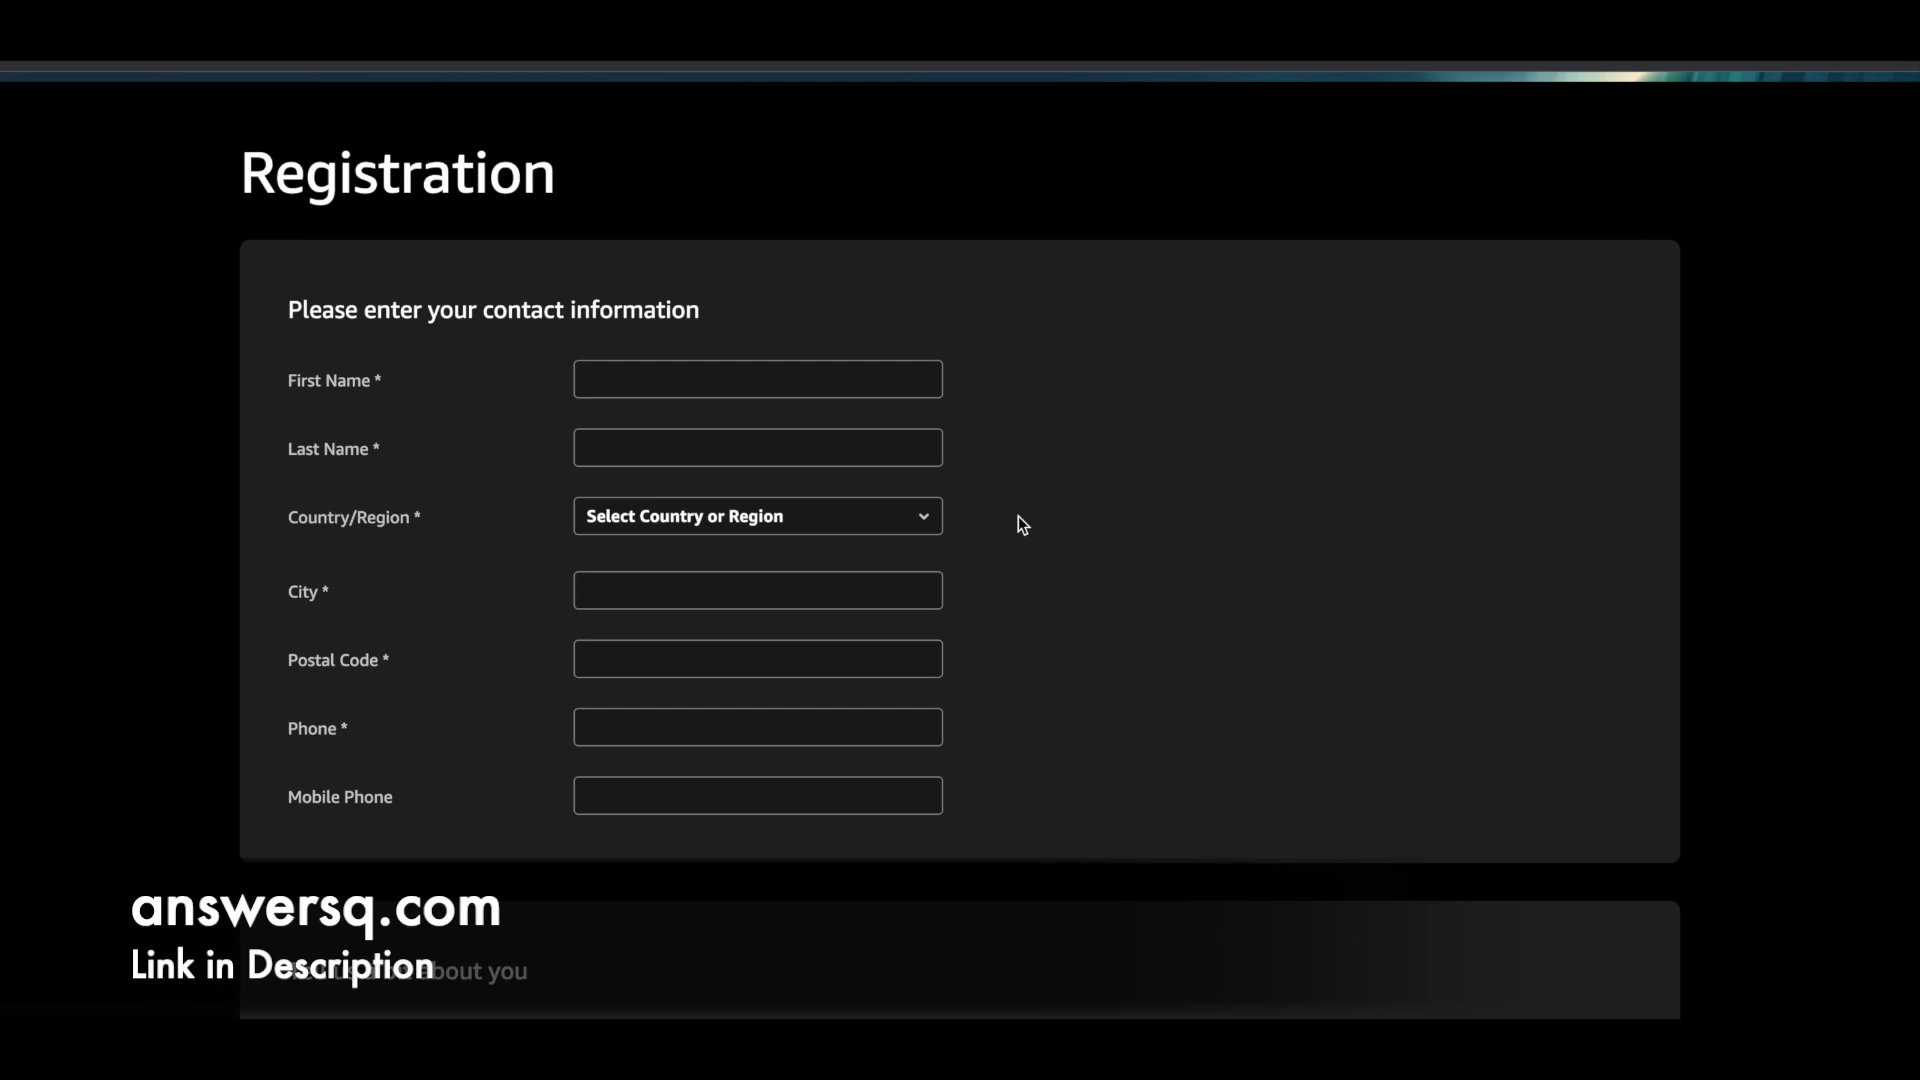 Registration
Please enter your contact information
First Name *
Last Name *
Country/Region *
Select Country or Region
City *
Postal Code *
Phone *
Mobile Phone
answersq.com
Link in Description
about you